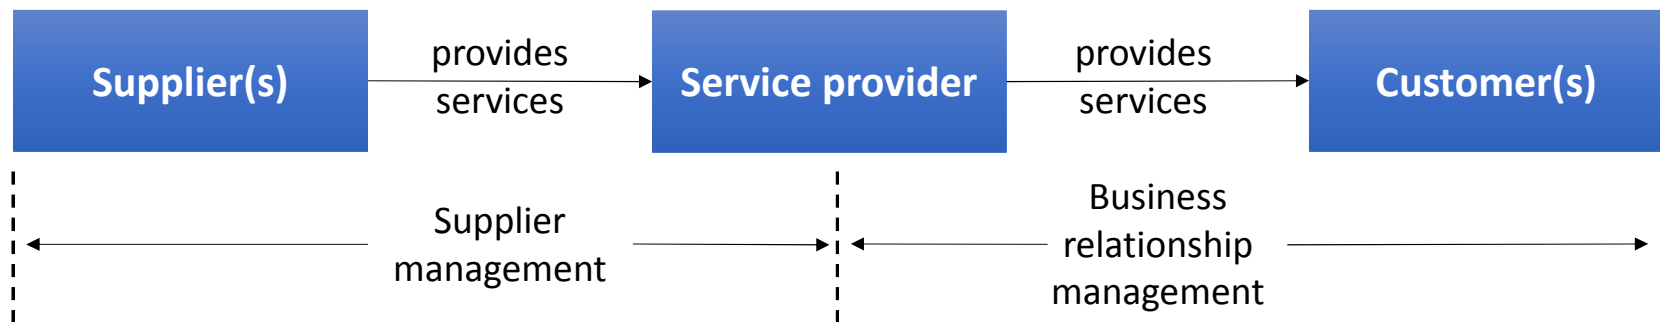 Supplier(s)
provides
services
Service provider
provides
services
Customer(s)
Supplier
management
Business
relationship
management